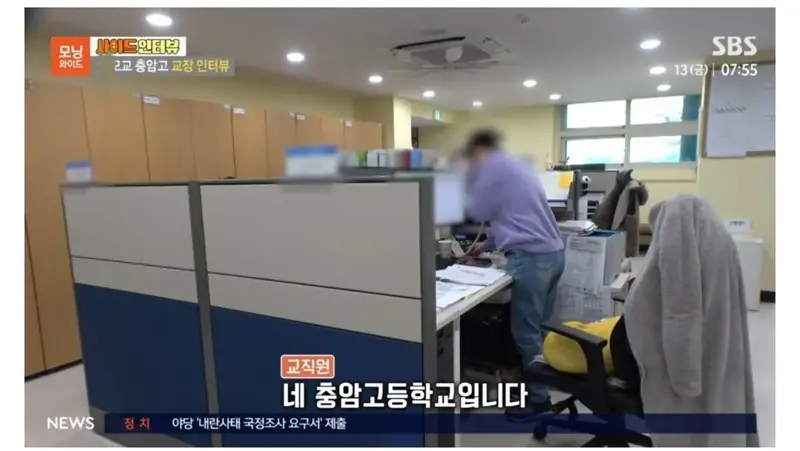 모닝
와이드
사이드인터뷰
SBS
모교 충암고 교장 인터뷰
13(금) 07:55
교직원
네 충암고등학교입니다
NEWS 정 치 야당 '내란사태 국정조사 요구서' 제출